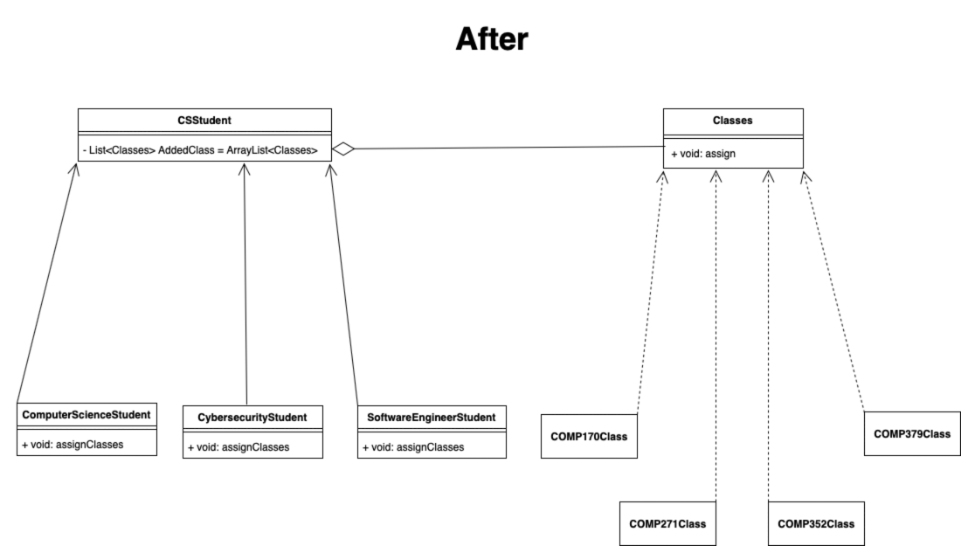 After
CSStudent
- List<Classes> AddedClass = ArrayList<Classes>
Classes
+ void: assign
ComputerScienceStudent
+ void: assignClasses
CybersecurityStudent
+ void: assignClasses
SoftwareEngineerStudent
+ void: assignClasses
COMP170Class
COMP379Class
COMP271Class
COMP352Class